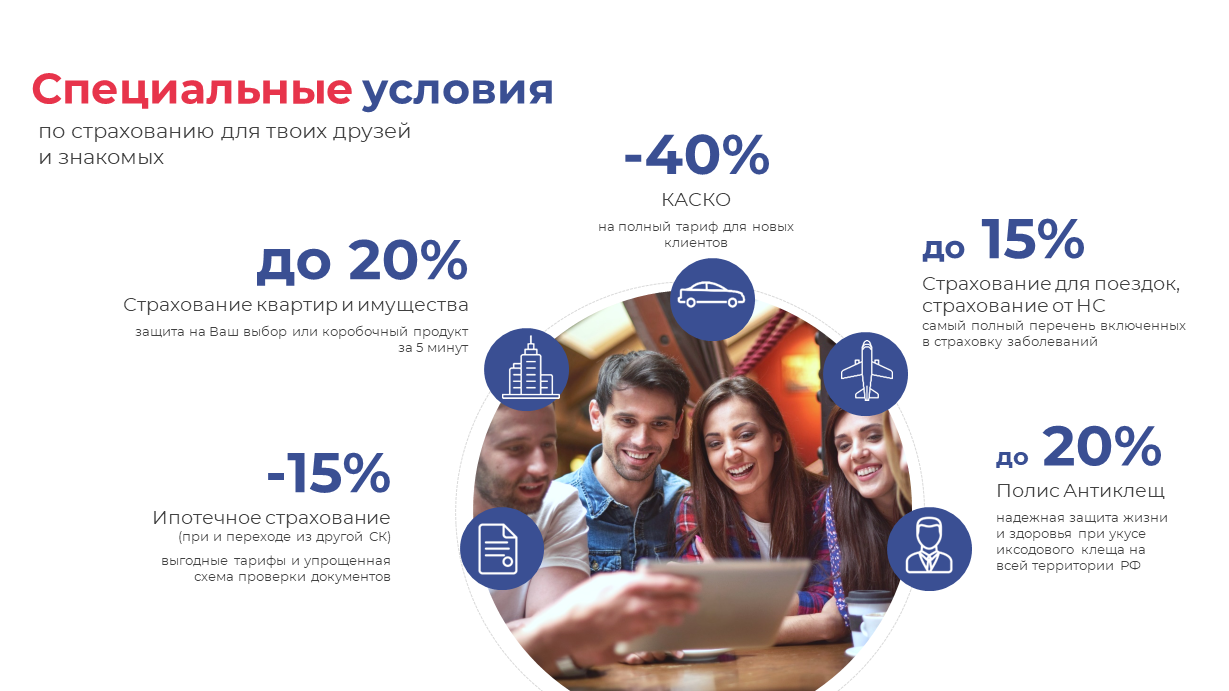 Специальные условия
по страхованию для твоих друзей
и знакомых
-40%
КАСКО
на полный тариф для новых
клиентов
до 20%
Страхование квартир и имущества
защита на Ваш выбор или коробочный продукт
за 5 минут
до 15%
Страхование для поездок,
страхование от НС
самый полный перечень включенных
в страховку заболеваний
-15%
Ипотечное страхование
(при и переходе из другой СК)
выгодные тарифы и упрощенная
схема проверки документов
до 20%
Полис Антиклещ
надежная защита жизни
и здоровья при укусе
иксодового клеща на
всей территории РФ